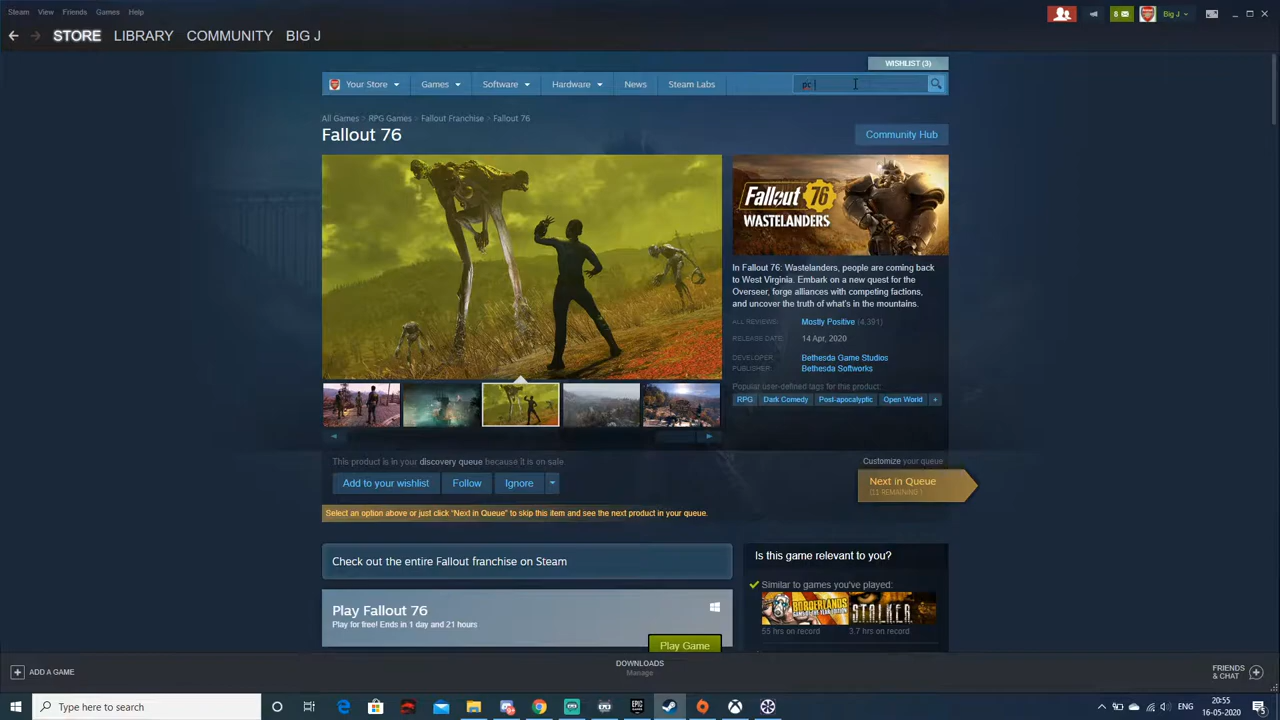 Steam View Friends Games Help
8 Big J
STORE LIBRARY COMMUNITY BIG J
WISHLIST (3)
Your Store Games Software Hardware News Steam Labs pc
All Games > RPG Games > Fallout Franchise > Fallout 76
Fallout 76
Community Hub
Fallout 76
WASTELANDERS
In Fallout 76: Wastelanders, people are coming back
to West Virginia. Embark on a new quest for the
Overseer, forge alliances with competing factions,
and uncover the truth of what's in the mountains.
ALL REVIEWS: Mostly Positive (4,391)
RELEASE DATE: 14 Apr, 2020
DEVELOPER: Bethesda Game Studios
PUBLISHER: Bethesda Softworks
Popular user-defined tags for this product:
RPG Dark Comedy Post-apocalyptic Open World +
This product is in your discovery queue because it is on sale
Customize your queue
Add to your wishlist Follow Ignore
Next in Queue
Select an option above or just click "Next in Queue" to skip this item and see the next product in your queue.
Check out the entire Fallout franchise on Steam
Is this game relevant to you?
Similar to games you've played:
Play Fallout 76
Play for free! Ends in 1 day and 21 hours
BORDERLANDS
S.T.A.L.K.E.R
55 hrs on record 3.7 hrs on record
Play Game
+ ADD A GAME
DOWNLOADS
Manage
FRIENDS
& CHAT +
Type here to search
EPIC
ENG
20:55
16-05-2020